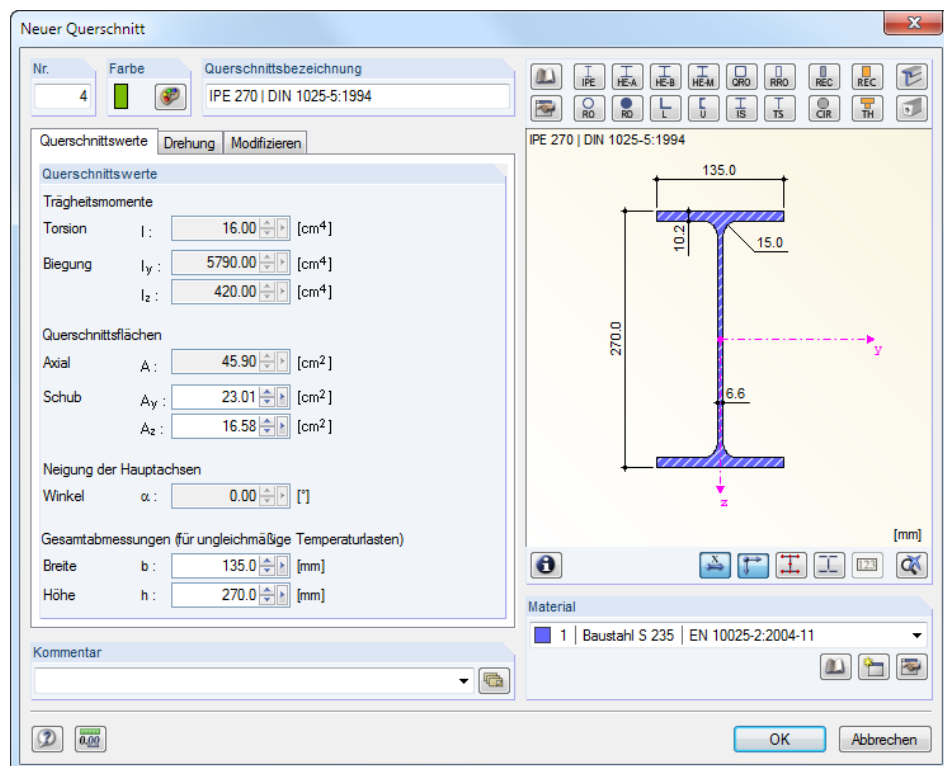 Neuer Querschnitt
X
Nr. Farbe Querschnittsbezeichnung
4 IPE 270 | DIN 1025-5:1994
Querschnittswerte Drehung Modifizieren
Querschnittswerte
Trägheitsmomente
Torsion I : 16.00 [cm⁴]
Biegung Iy : 5790.00 [cm⁴]
Iz : 420.00 [cm⁴]
Querschnittsflächen
Axial A : 45.90 [cm²]
Schub Ay : 23.01 [cm²]
Az : 16.58 [cm²]
Neigung der Hauptachsen
Winkel α : 0.00 [°]
Gesamtabmessungen (für ungleichmäßige Temperaturlasten)
Breite b : 135.0 [mm]
Höhe h : 270.0 [mm]
Kommentar
0.00
IPE HE-A HE-B HE-M QRO RRO REC REC
RO RO L U IS TS CIR TH
IPE 270 | DIN 1025-5:1994
135.0
10.2
15.0
270.0
y
6.6
z
[mm]
X 123
Material
1 | Baustahl S 235 | EN 10025-2:2004-11
OK Abbrechen